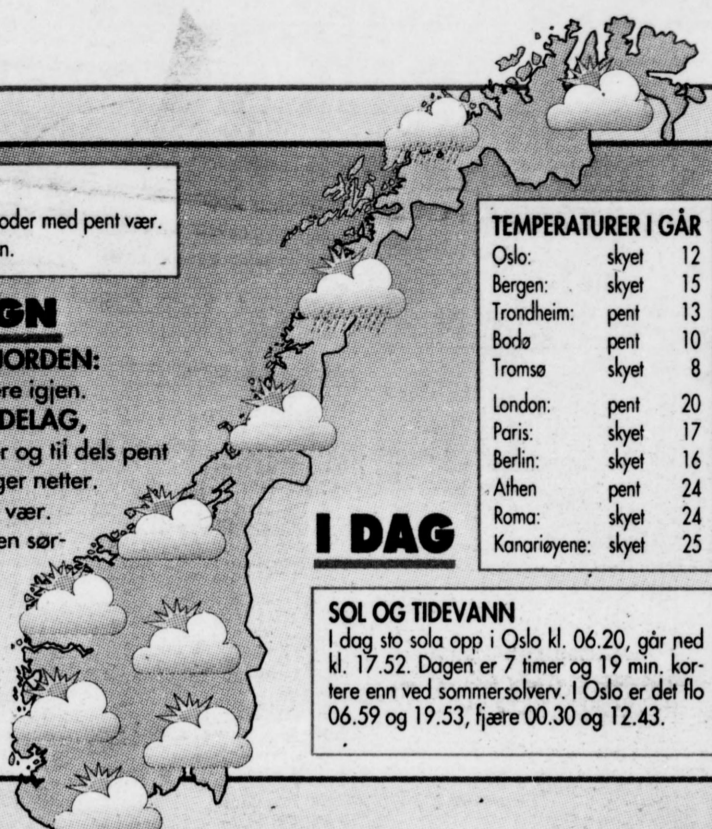 oder med pent vær.
n.
GN
JORDEN:
re igjen.
DELAG,
r og til dels pent
ger netter.
vær.
en sør-
TEMPERATURER I GÅR
Oslo: skyet 12
Bergen: skyet 15
Trondheim: pent 13
Bodø pent 10
Tromsø skyet 8
London: pent 20
Paris: skyet 17
Berlin: skyet 16
Athen pent 24
Roma: skyet 24
Kanariøyene: skyet 25
I DAG
SOL OG TIDEVANN
I dag sto sola opp i Oslo kl. 06.20, går ned
kl. 17.52. Dagen er 7 timer og 19 min. kor-
tere enn ved sommersolverv. I Oslo er det flo
06.59 og 19.53, fjære 00.30 og 12.43.